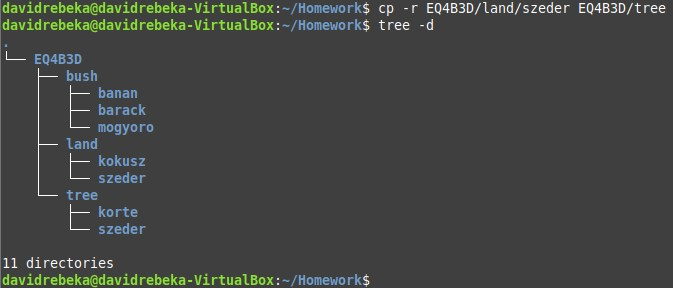 davidrebeka@davidrebeka-VirtualBox:~/Homework$ cp -r EQ4B3D/land/szeder EQ4B3D/tree
davidrebeka@davidrebeka-VirtualBox:~/Homework$ tree -d
.
└── EQ4B3D
    ├── bush
    │   ├── banan
    │   ├── barack
    │   └── mogyoro
    ├── land
    │   ├── kokusz
    │   └── szeder
    └── tree
        ├── korte
        └── szeder

11 directories
davidrebeka@davidrebeka-VirtualBox:~/Homework$